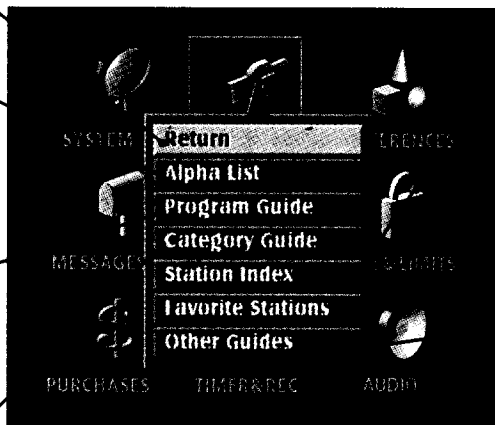 SYSTEM
Return
Alpha List
MESSAGES
Program Guide
Category Guide
Station Index
Favorite Stations
Other Guides
PURCHASES
TIMER&REC
AUDIO